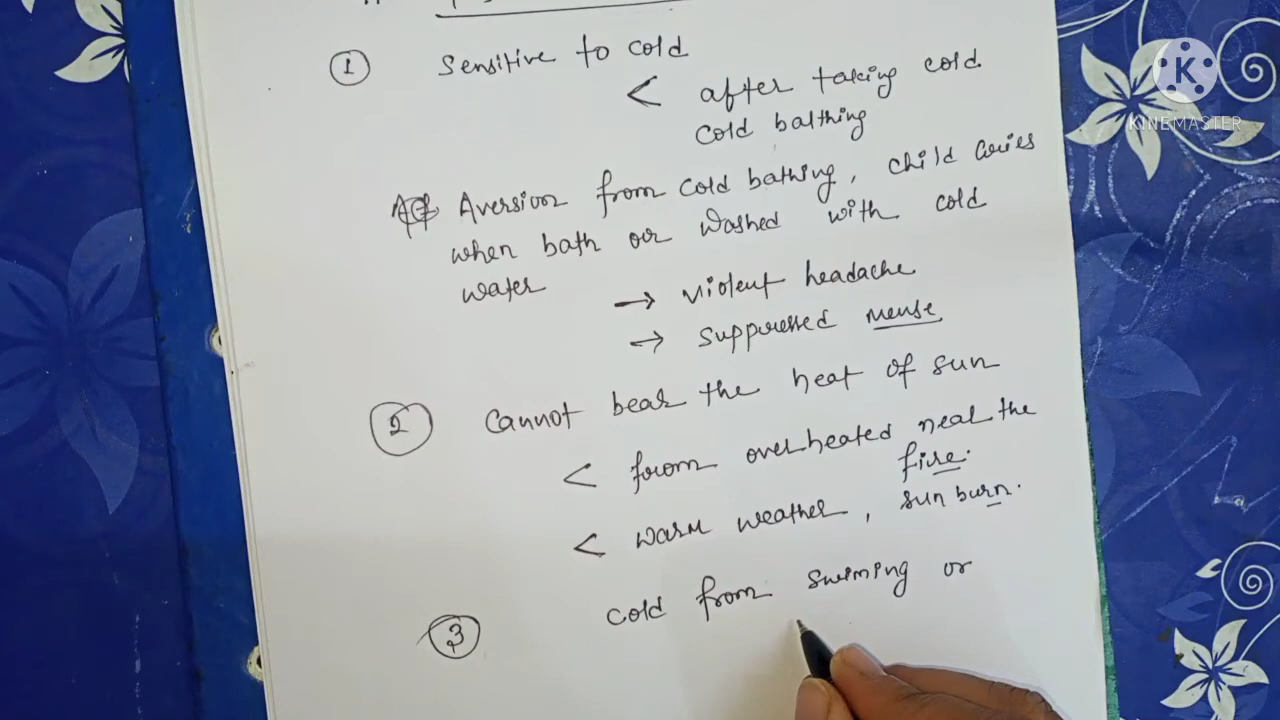 1 Sensitive to cold
< after taking cold
cold bathing
Aversion from cold bathing, child cries
when bath or washed with cold
water
→ violent headache
→ suppressed mense
2 Cannot bear the heat of sun
< from overheated near the
fire.
< warm weather, sun burn.
3 cold from swiming or
K
KINEMASTER